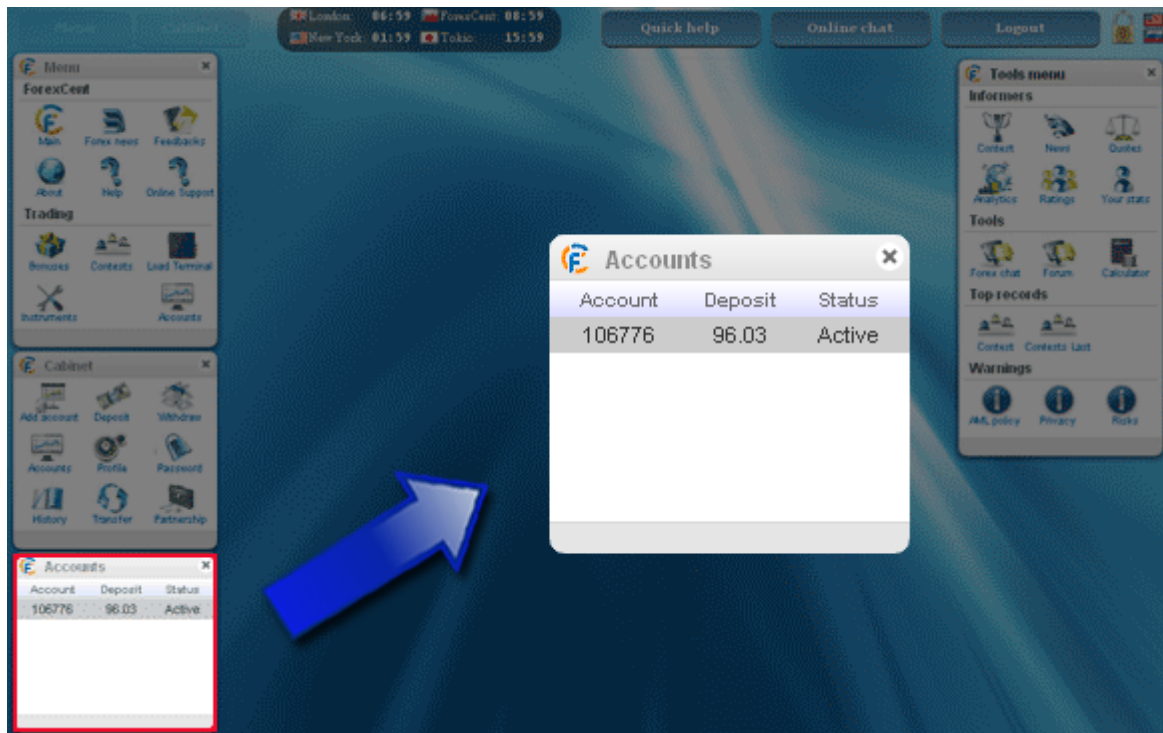 London: 06:59 ForexCent: 08:59
New York: 01:59 Tokio: 15:59
Quick help
Online chat
Logout
Menu
ForexCent
Main Forex news Feedbacks
About Help Online Support
Trading
Bonuses Contests Load Terminal
Instruments Accounts
Cabinet
Add account Deposit Withdraw
Accounts Profile Password
History Transfer Partnership
Accounts
Account Deposit Status
106776 96.03 Active
Accounts
Account Deposit Status
106776 96.03 Active
Tools menu
Informers
Contest News Quotes
Analytics Ratings Your stats
Tools
Forex chat Forum Calculator
Top records
Contest Contests Last
Warnings
AML policy Privacy Risks